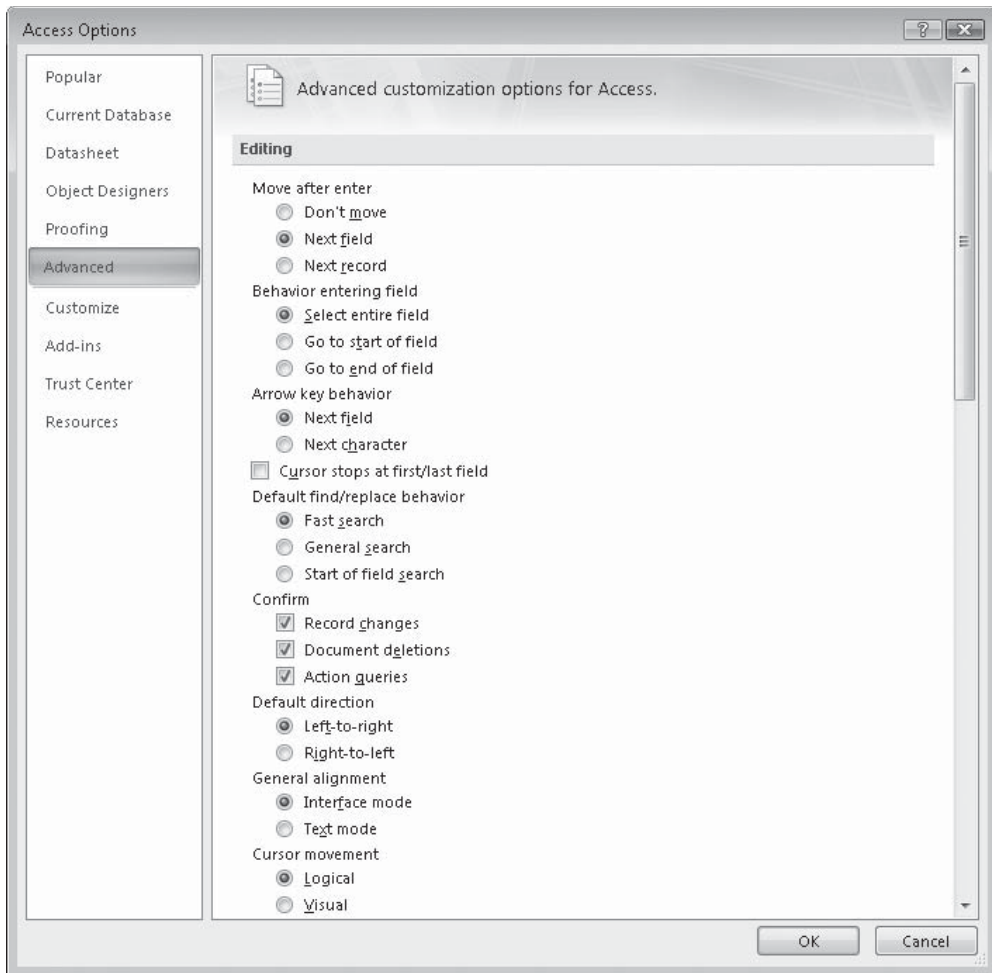 Access Options
Popular
Current Database
Datasheet
Object Designers
Proofing
Advanced
Customize
Add-ins
Trust Center
Resources
Advanced customization options for Access.
Editing
Move after enter
Don't move
Next field
Next record
Behavior entering field
Select entire field
Go to start of field
Go to end of field
Arrow key behavior
Next field
Next character
Cursor stops at first/last field
Default find/replace behavior
Fast search
General search
Start of field search
Confirm
Record changes
Document deletions
Action queries
Default direction
Left-to-right
Right-to-left
General alignment
Interface mode
Text mode
Cursor movement
Logical
Visual
OK
Cancel